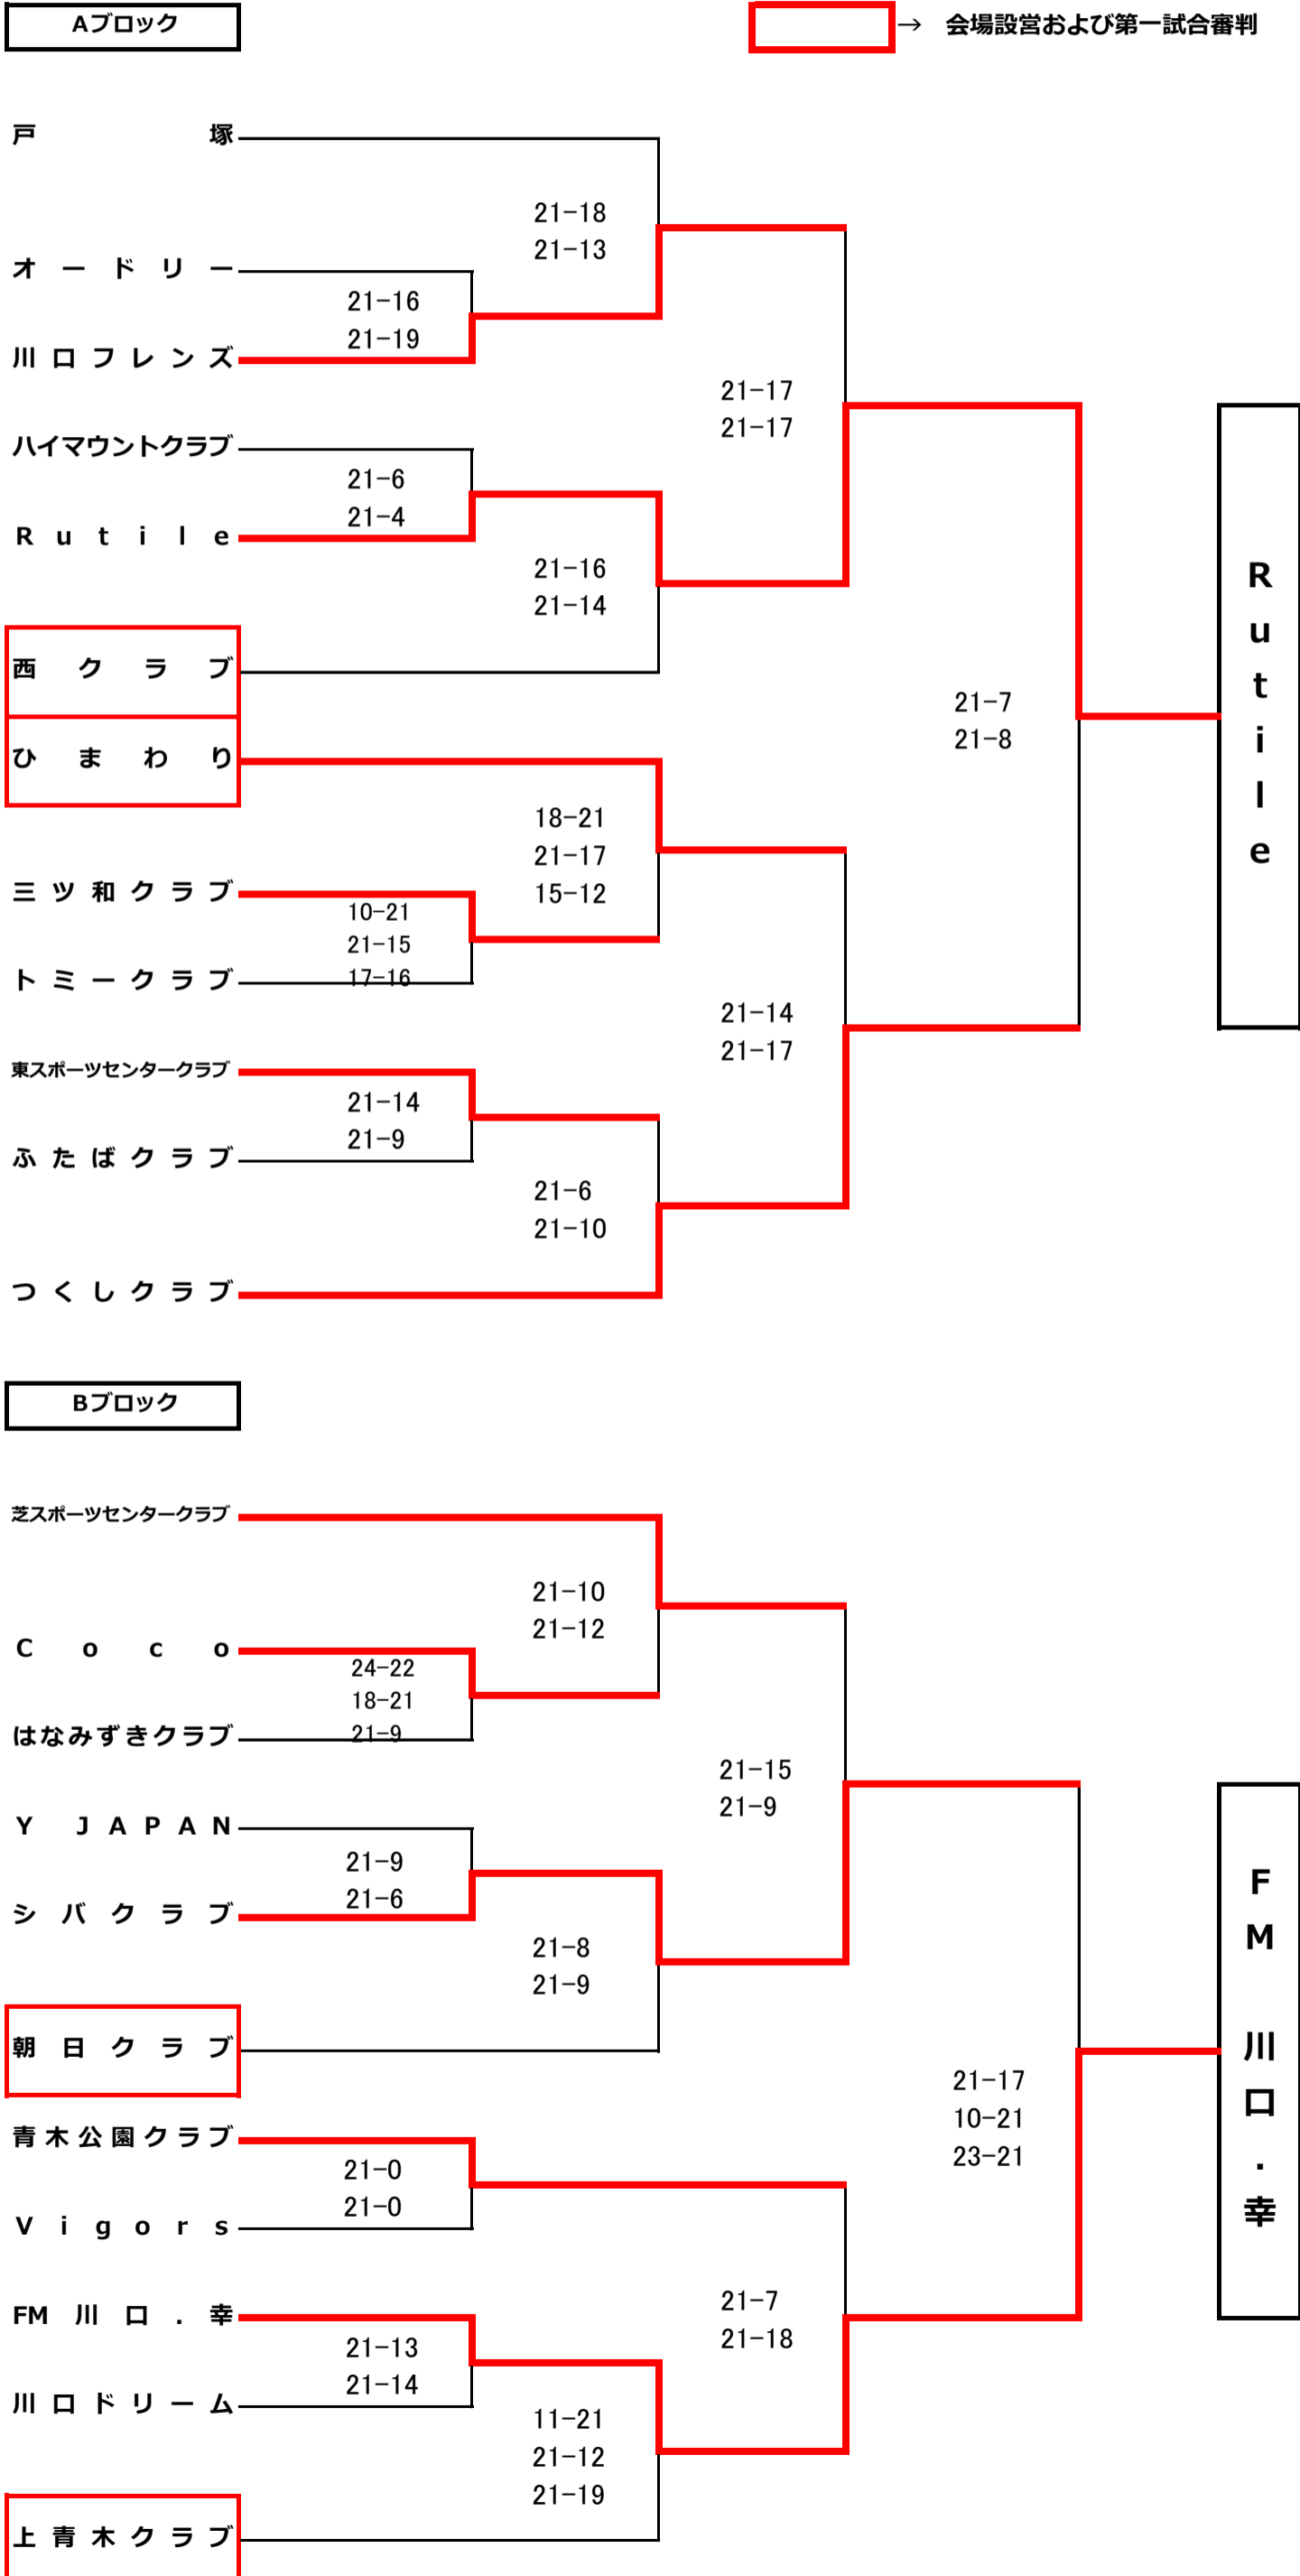 Aブロック
→ 会場設営および第一試合審判
戸塚
21-18
21-13
オードリー
21-16
21-19
川口フレンズ
21-17
21-17
ハイマウントクラブ
21-6
21-4
Rutile
21-16
21-14
西クラブ
21-7
21-8
Rutile
ひまわり
18-21
21-17
15-12
三ツ和クラブ
10-21
21-15
17-16
トミークラブ
21-14
21-17
東スポーツセンタークラブ
21-14
21-9
ふたばクラブ
21-6
21-10
つくしクラブ
Bブロック
芝スポーツセンタークラブ
21-10
21-12
Coco
24-22
18-21
21-9
はなみずきクラブ
21-15
21-9
Y JAPAN
21-9
21-6
シバクラブ
21-8
21-9
朝日クラブ
21-17
10-21
23-21
FM 川口.幸
青木公園クラブ
21-0
21-0
Vigors
FM川口.幸
21-7
21-18
21-13
21-14
川口ドリーム
11-21
21-12
21-19
上青木クラブ